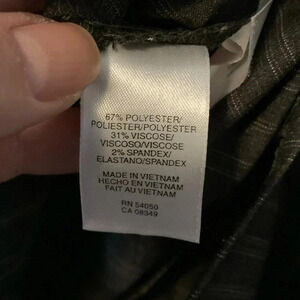 67% POLYESTER/
POLIESTER/POLYESTER
31% VISCOSE/
VISCOSO/VISCOSE
2% SPANDEX/
ELASTANO/SPANDEX
MADE IN VIETNAM
HECHO EN VIETNAM
FAIT AU VIETNAM
RN 54050
CA 08349